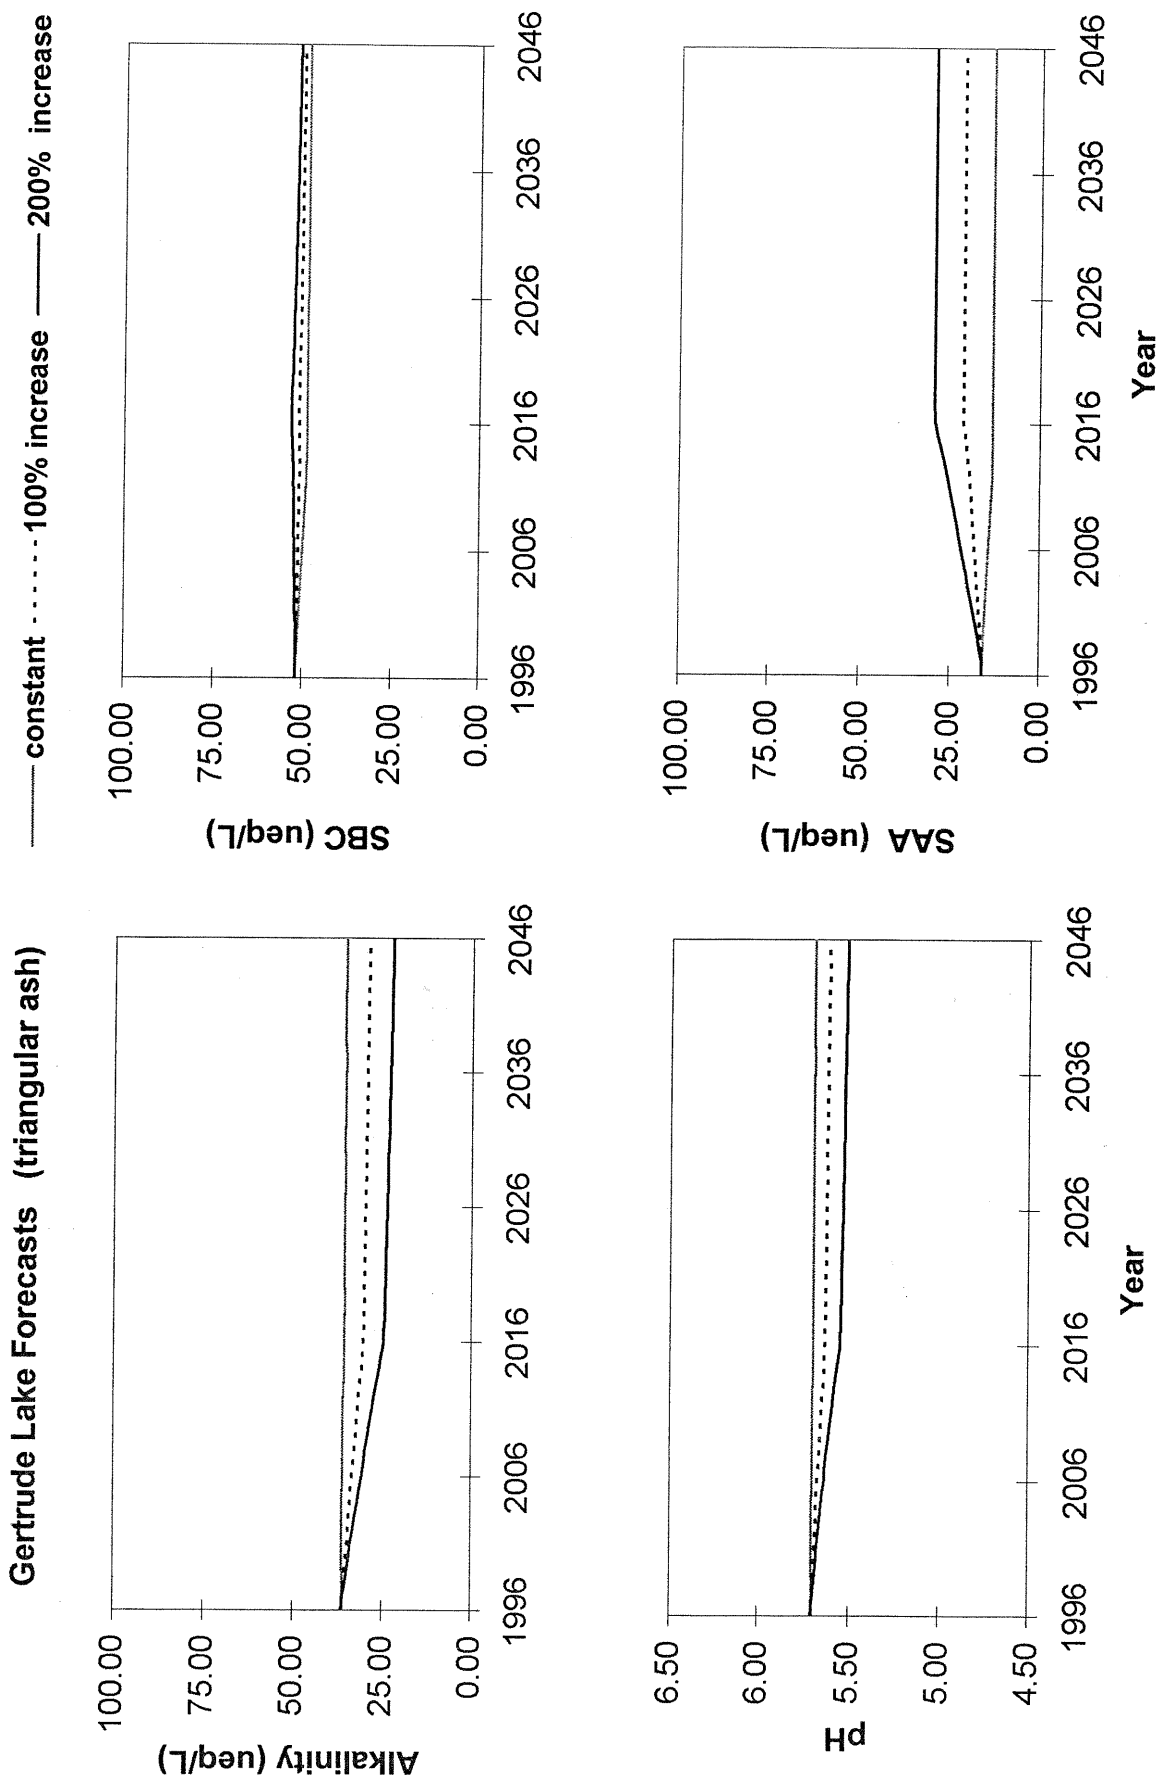 Gertrude Lake Forecasts (triangular ash)
constant 100% increase 200% increase
Alkalinity (ueq/L)
100.00
75.00
50.00
25.00
0.00
1996 2006 2016 2026 2036 2046
SBC (ueq/L)
100.00
75.00
50.00
25.00
0.00
1996 2006 2016 2026 2036 2046
pH
6.50
6.00
5.50
5.00
4.50
1996 2006 2016 2026 2036 2046
Year
SAA (ueq/L)
100.00
75.00
50.00
25.00
0.00
1996 2006 2016 2026 2036 2046
Year